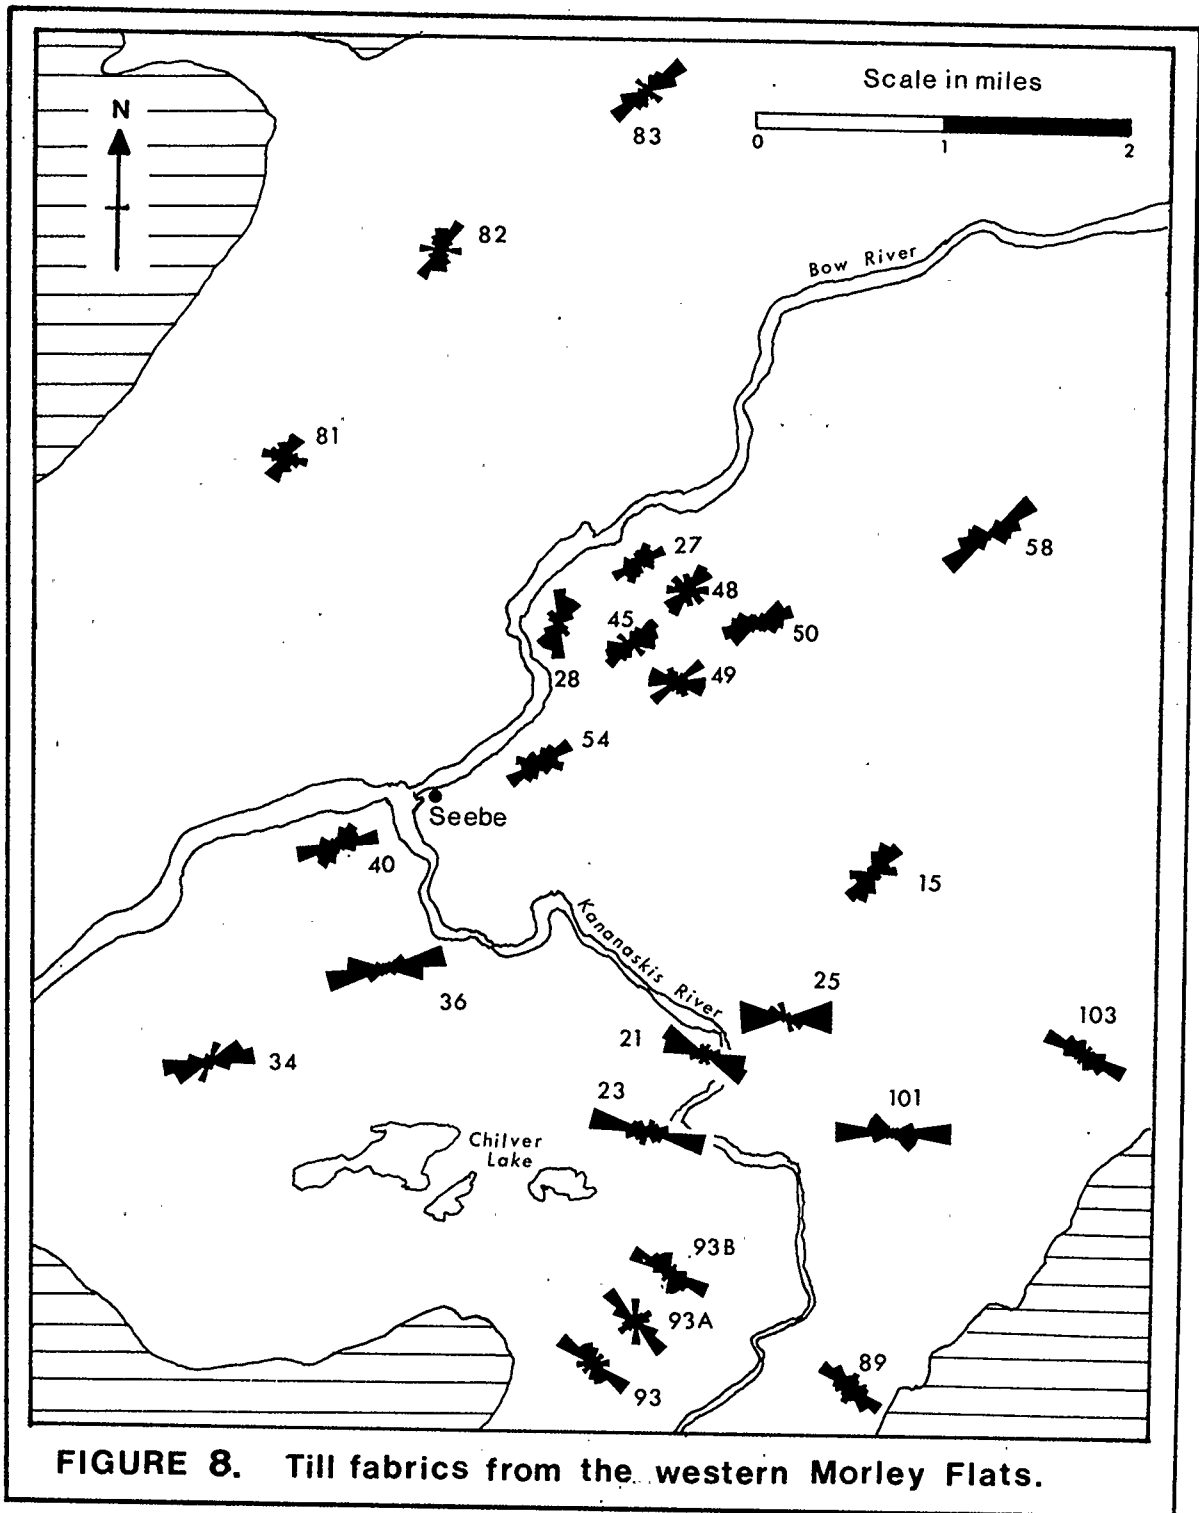 N
83
Scale in miles
0 1 2
82
Bow River
81
27
58
48
45
50
28
49
54
Seebe
40
15
Kananaskis River
36
25
103
21
34
23
101
Chilver
Lake
93B
93A
89
93
FIGURE 8. Till fabrics from the western Morley Flats.